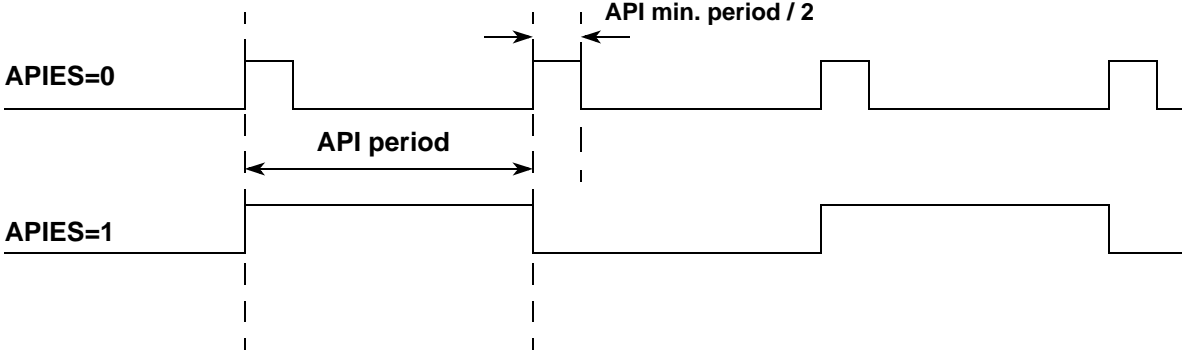 API min. period / 2
APIES=0
API period
APIES=1